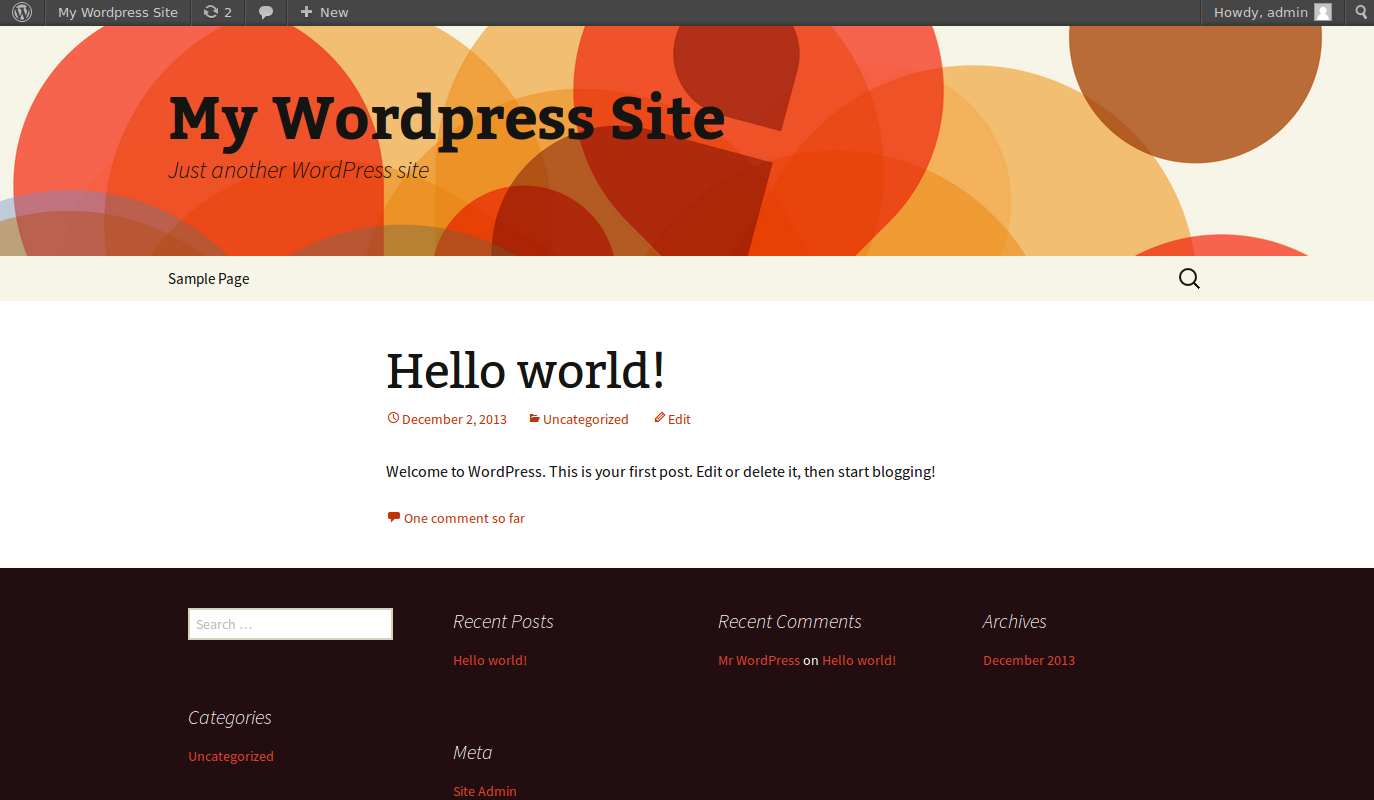 My Wordpress Site 2 New Howdy, admin
My Wordpress Site
Just another WordPress site
Sample Page
Hello world!
December 2, 2013 Uncategorized Edit
Welcome to WordPress. This is your first post. Edit or delete it, then start blogging!
One comment so far
Search …
Recent Posts
Hello world!
Recent Comments
Mr WordPress on Hello world!
Archives
December 2013
Categories
Uncategorized
Meta
Site Admin